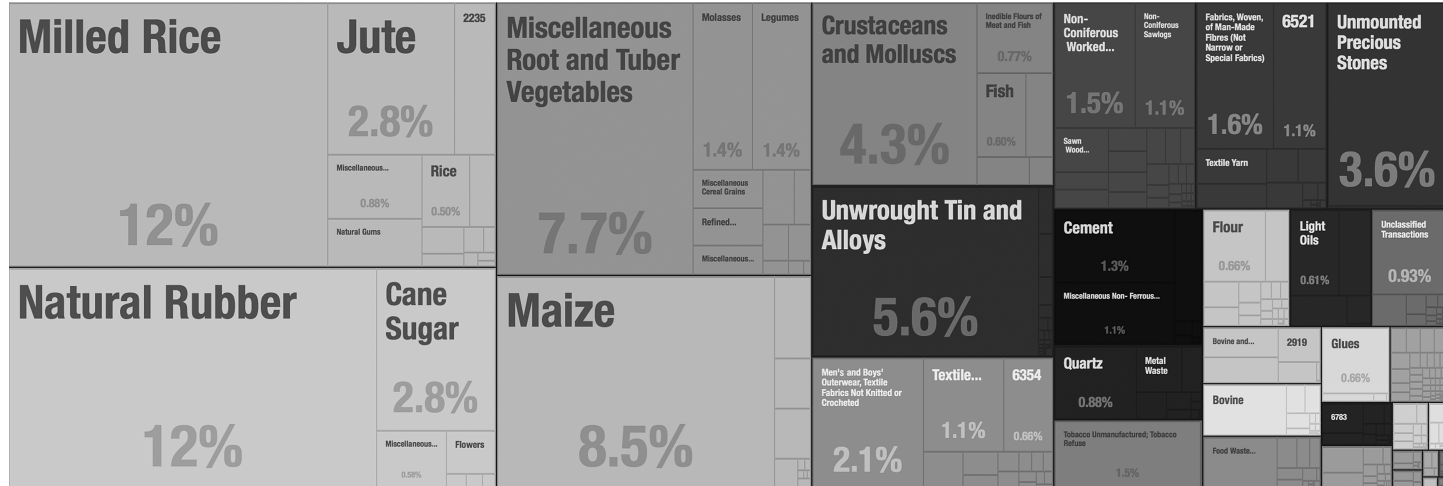 Milled Rice
12%
Jute
2.8%
2235
Miscellaneous...
0.88%
Rice
0.50%
Natural Gums
Natural Rubber
12%
Cane
Sugar
2.8%
Miscellaneous...
0.58%
Flowers
Miscellaneous
Root and Tuber
Vegetables
7.7%
Molasses
1.4%
Legumes
1.4%
Miscellaneous
Cereal Grains
Refined...
Miscellaneous...
Maize
8.5%
Crustaceans
and Molluscs
4.3%
Inedible Flours of
Meat and Fish
0.77%
Fish
0.60%
Unwrought Tin and
Alloys
5.6%
Men's and Boys'
Outerwear, Textile
Fabrics Not Knitted or
Crocheted
2.1%
Textile...
1.1%
6354
0.66%
Non-
Coniferous
Worked...
1.5%
Non-
Coniferous
Sawlogs
1.1%
Sawn
Wood...
Fabrics, Woven,
of Man-Made
Fibres (Not
Narrow or
Special Fabrics)
1.6%
6521
1.1%
Textile Yarn
Unmounted
Precious
Stones
3.6%
Cement
1.3%
Miscellaneous Non- Ferrous...
1.1%
Quartz
0.88%
Metal
Waste
Tobacco Unmanufactured; Tobacco
Refuse
1.5%
Flour
0.66%
Light
Oils
0.61%
Unclassified
Transactions
0.93%
Bovine and...
2919
Glues
0.66%
Bovine
6783
Food Waste...